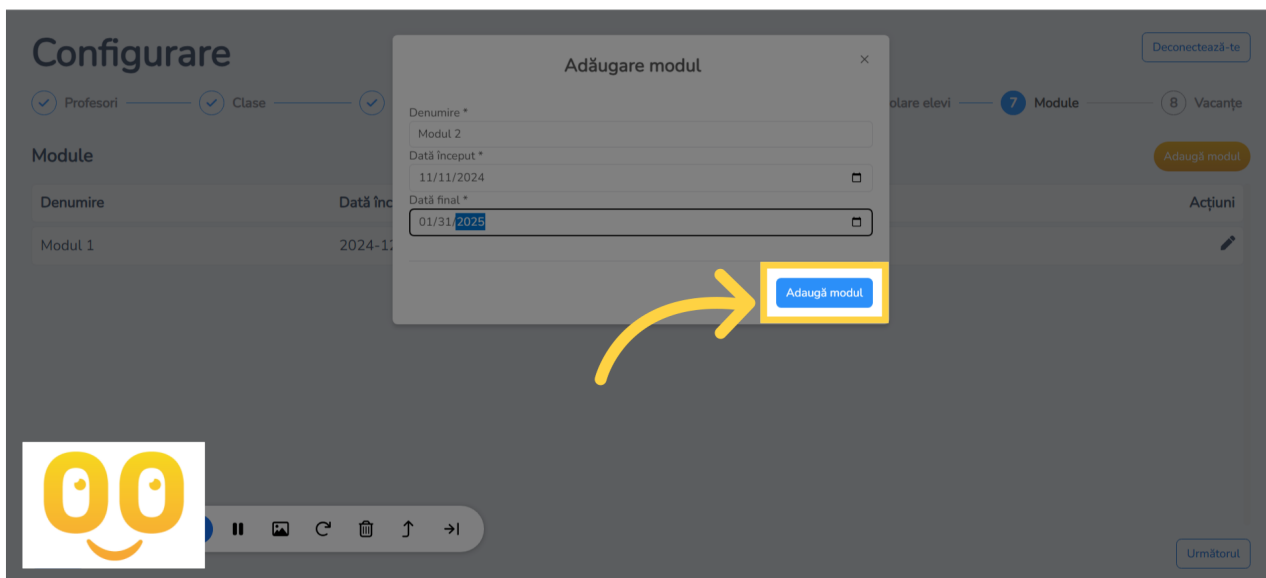 Configurare
Deconectează-te
Profesori
Clase
olare elevi
7
Module
8
Vacanțe
Module
Adaugă modul
Denumire
Dată înc
Acțiuni
Modul 1
2024-12
Adăugare modul
Denumire *
Modul 2
Dată început *
11/11/2024
Dată final *
01/31/2025
Adaugă modul
Următorul